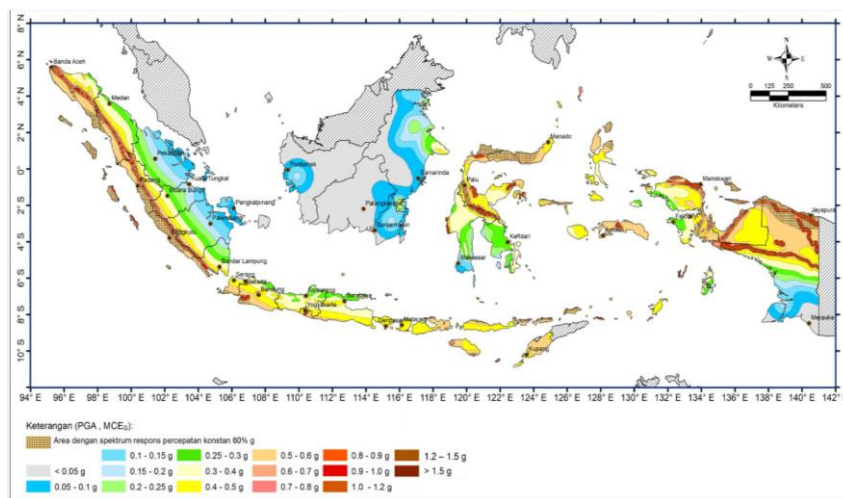 8° N
6° N
4° N
2° N
0°
2° S
4° S
6° S
8° S
10° S
94° E 96° E 98° E 100° E 102° E 104° E 106° E 108° E 110° E 112° E 114° E 116° E 118° E 120° E 122° E 124° E 126° E 128° E 130° E 132° E 134° E 136° E 138° E 140° E
N
W E
S
0 125 250 500
Kilometers
Banda Aceh
Medan
Pekanbaru
Padang
Kuala Tungkal
Muara Bungo
Pangkalpinang
Palembang
Bengkulu
Bandar Lampung
Serang
Jakarta
Bandung
Semarang
Yogyakarta
Surabaya
Denpasar
Mataram
Kupang
Pontianak
Palangkaraya
Banjarmasin
Samarinda
Manado
Palu
Kendari
Makassar
Ambon
Manokwari
Jayapura
Merauke
Keterangan (PGA , MCE_G):
Area dengan spektrum respons percepatan konstan 60% g
0.1 - 0.15 g 0.25 - 0.3 g 0.5 - 0.6 g 0.8 - 0.9 g 1.2 – 1.5 g
< 0.05 g 0.15 - 0.2 g 0.3 - 0.4 g 0.6 - 0.7 g 0.9 - 1.0 g > 1.5 g
0.05 - 0.1 g 0.2 - 0.25 g 0.4 - 0.5 g 0.7 - 0.8 g 1.0 - 1.2 g